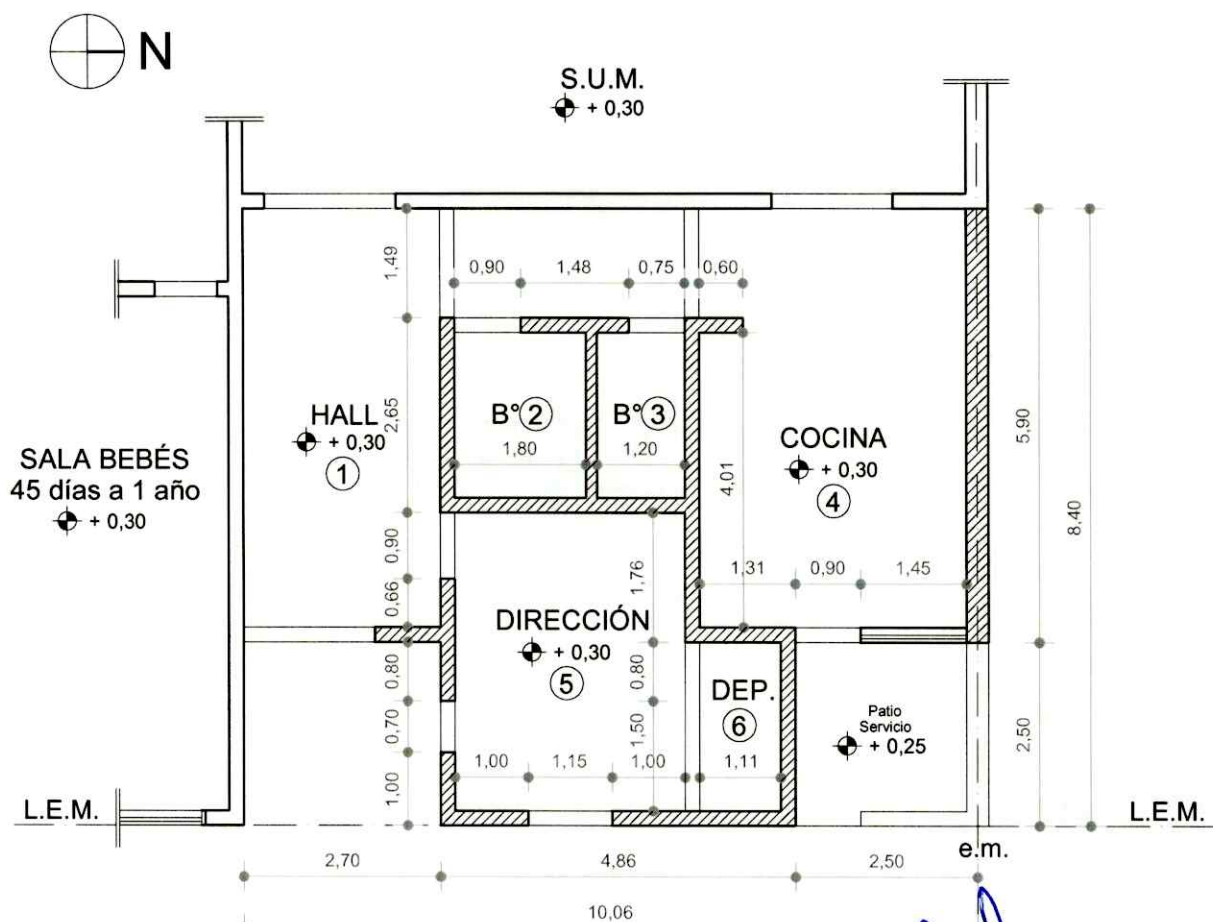 N
S.U.M.
+ 0,30
1,49
0,90 1,48 0,75 0,60
HALL
+ 0,30
1
2,65
B° 2
1,80
B° 3
1,20
COCINA
+ 0,30
4
4,01
5,90
8,40
SALA BEBÉS
45 días a 1 año
+ 0,30
0,90
0,66
1,76
1,31 0,90 1,45
DIRECCIÓN
+ 0,30
5
0,80
0,80
DEP.
6
Patio
Servicio
+ 0,25
2,50
0,70
1,50
1,00 1,15 1,00 1,11
1,00
L.E.M.
L.E.M.
e.m.
2,70 4,86 2,50
10,06